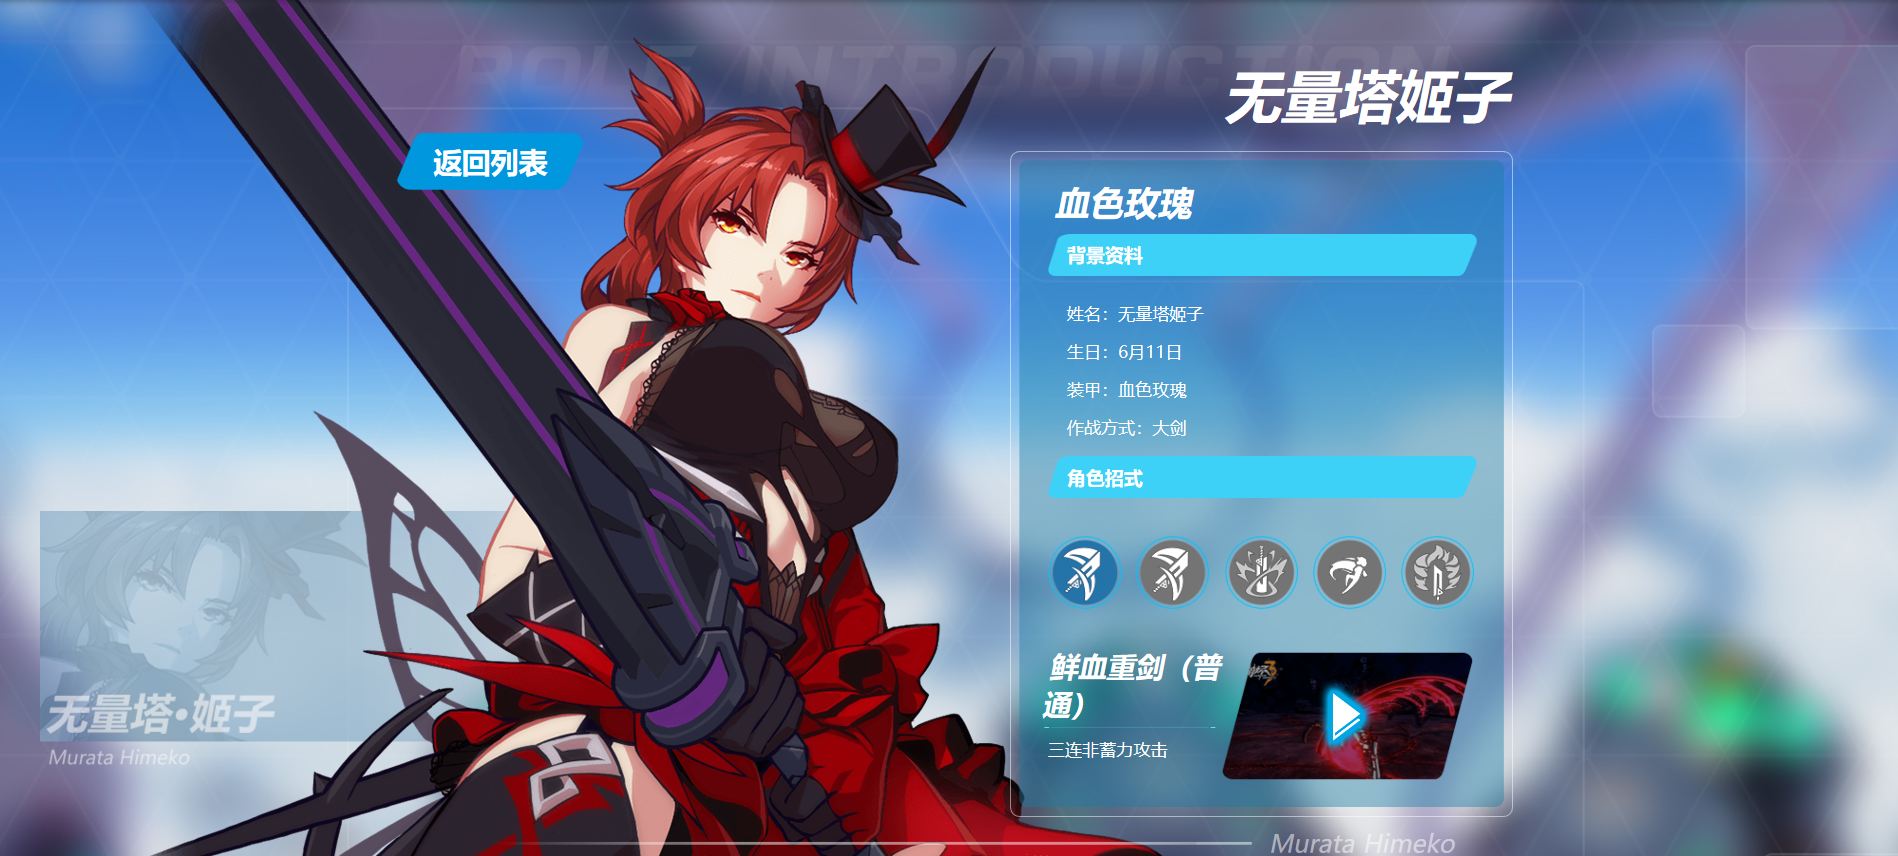 ROLE INTRODUCTION
无量塔姬子
返回列表
血色玫瑰
背景资料
姓名：无量塔姬子
生日：6月11日
装甲：血色玫瑰
作战方式：大剑
角色招式
鲜血重剑（普
通）
三连非蓄力攻击
无量塔·姬子
Murata Himeko
Murata Himeko